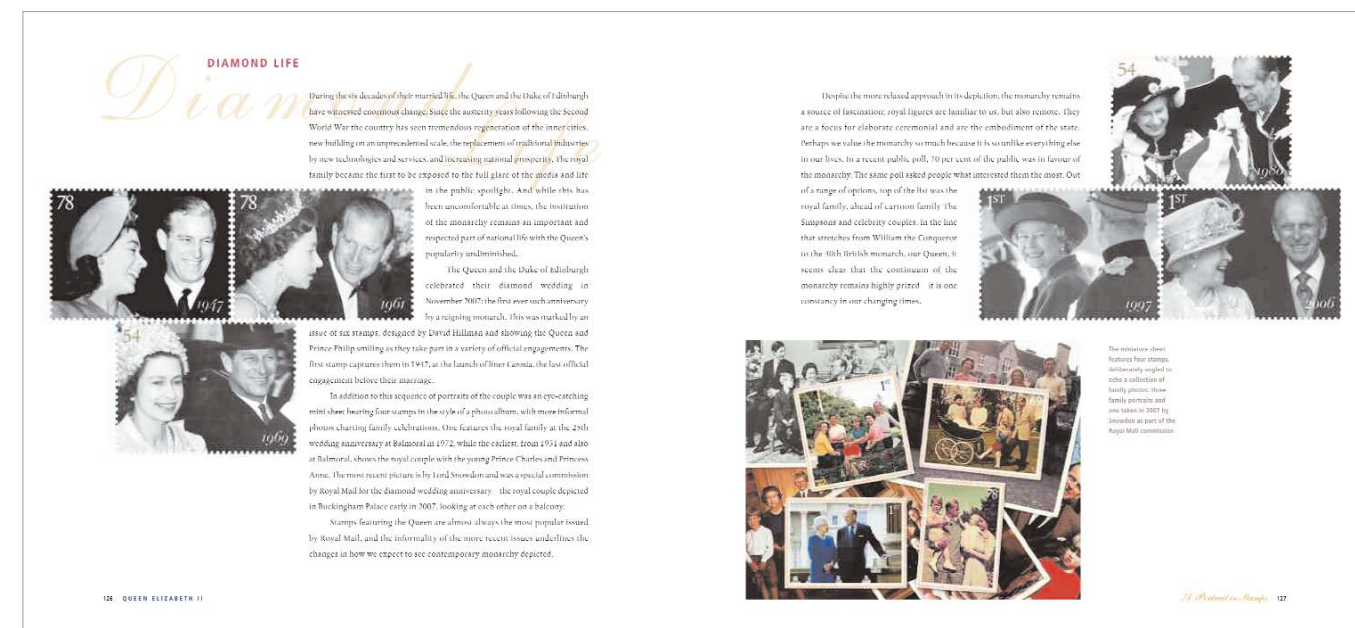 Diamond Life
DIAMOND LIFE
During the six decades of their married life, the Queen and the Duke of Edinburgh
have witnessed enormous change. Since the austerity years following the Second
World War the country has seen tremendous regeneration of the inner cities,
new building on an unprecedented scale, the replacement of traditional industries
by new technologies and services, and increasing national prosperity. The royal
family became the first to be exposed to the full glare of the media and life
in the public spotlight. And while this has
been uncomfortable at times, the institution
of the monarchy remains an important and
respected part of national life with the Queen's
popularity undiminished.
The Queen and the Duke of Edinburgh
celebrated their diamond wedding in
November 2007: the first ever such anniversary
by a reigning monarch. This was marked by an
issue of six stamps, designed by David Hillman and showing the Queen and
Prince Philip smiling as they take part in a variety of official engagements. The
first stamp captures them in 1947, at the launch of liner Caronia, the last official
engagement before their marriage.
In addition to this sequence of portraits of the couple was an eye-catching
mini sheet bearing four stamps in the style of a photo album, with more informal
photos charting family celebrations. One features the royal family at the 25th
wedding anniversary at Balmoral in 1972, while the earliest, from 1951 and also
at Balmoral, shows the royal couple with the young Prince Charles and Princess
Anne. The most recent picture is by Lord Snowdon and was a special commission
by Royal Mail for the diamond wedding anniversary the royal couple depicted
in Buckingham Palace early in 2007, looking at each other on a balcony.
Stamps featuring the Queen are almost always the most popular issued
by Royal Mail, and the informality of the more recent issues underlines the
changes in how we expect to see contemporary monarchy depicted.
78
1947
78
1961
54
1969
126 QUEEN ELIZABETH II
Despite the more relaxed approach in its depiction, the monarchy remains
a source of fascination; royal figures are familiar to us, but also remote. They
are a focus for elaborate ceremonial and are the embodiment of the state.
Perhaps we value the monarchy so much because it is so unlike everything else
in our lives. In a recent public poll, 70 per cent of the public was in favour of
the monarchy. The same poll asked people what interested them the most. Out
of a range of options, top of the list was the
royal family, ahead of cartoon family The
Simpsons and celebrity couples. In the line
that stretches from William the Conqueror
to the 40th British monarch, our Queen, it
seems clear that the continuum of the
monarchy remains highly prized it is one
constancy in our changing times.
54
1980
1ST
1997
1ST
2006
The miniature sheet
features four stamps,
deliberately angled to
echo a collection of
family photos; three
family portraits and
one taken in 2007 by
Snowdon as part of the
Royal Mail commission
1st
78
A Portrait in Stamps 127